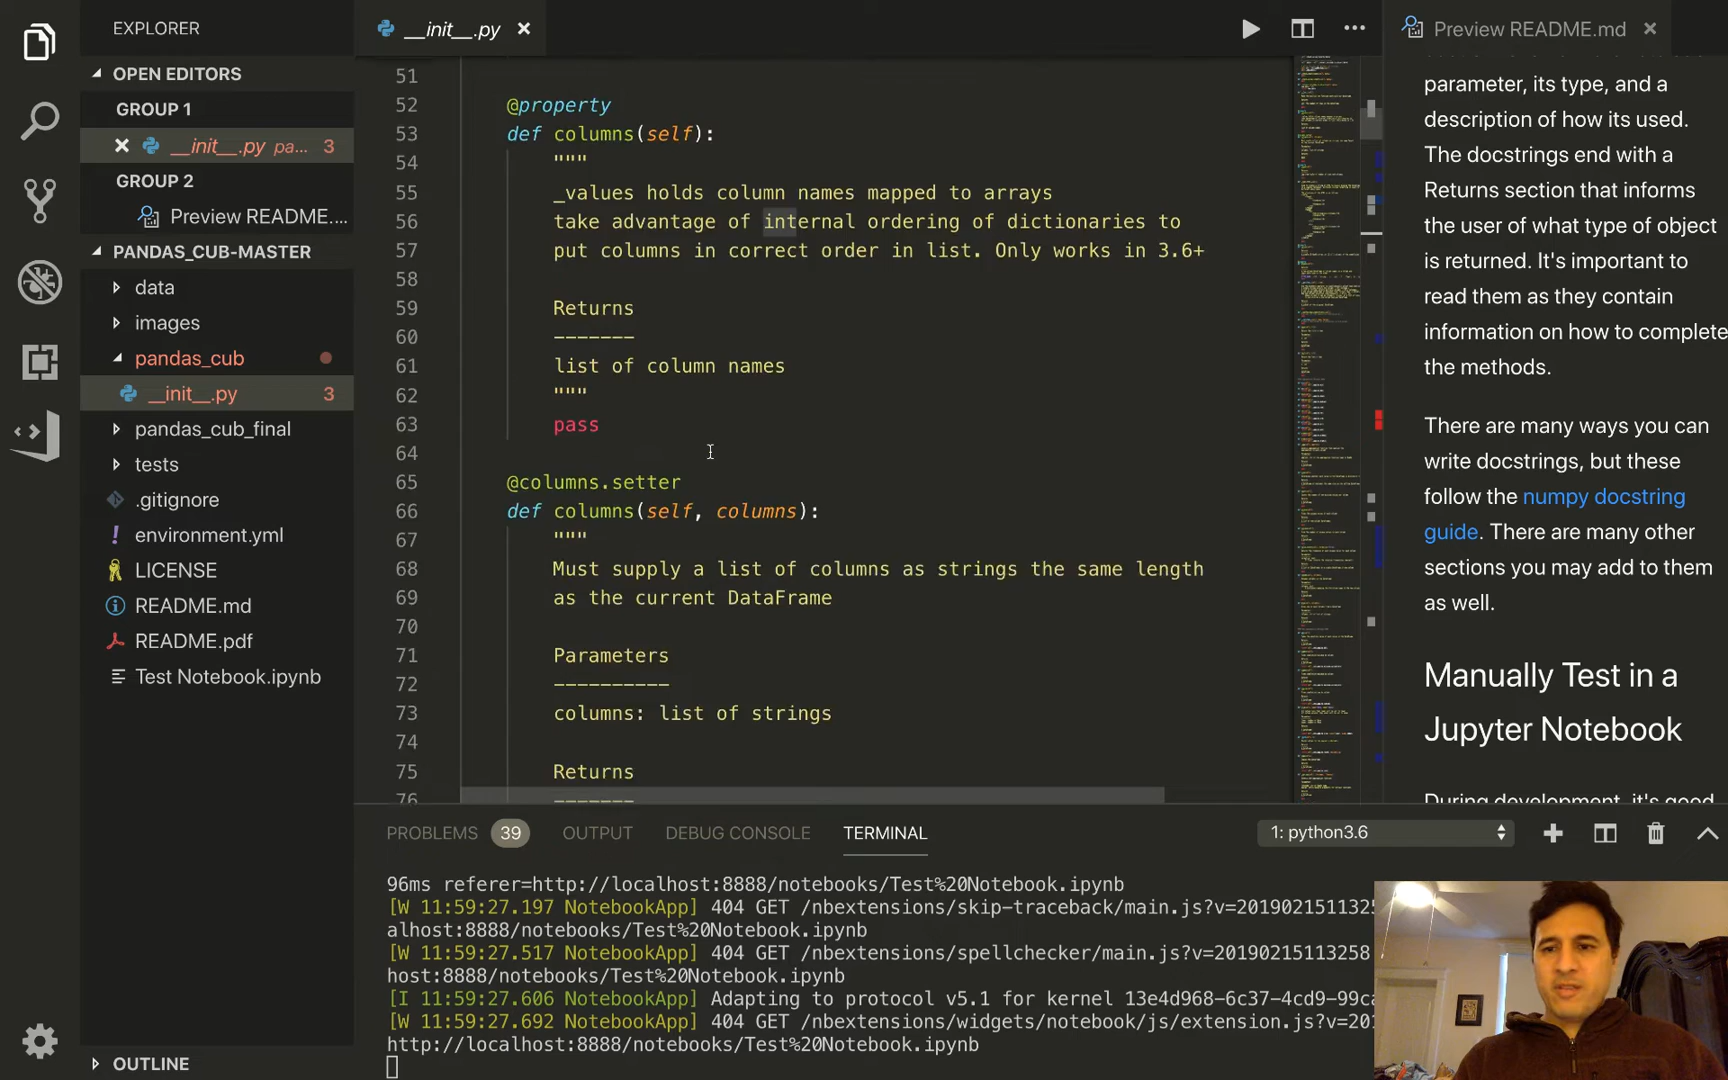 EXPLORER
OPEN EDITORS
GROUP 1
__init__.py pa... 3
GROUP 2
Preview README....
PANDAS_CUB-MASTER
data
images
pandas_cub
__init__.py 3
pandas_cub_final
tests
.gitignore
environment.yml
LICENSE
README.md
README.pdf
Test Notebook.ipynb
OUTLINE
__init__.py
51
52 @property
53 def columns(self):
54 """
55 _values holds column names mapped to arrays
56 take advantage of internal ordering of dictionaries to
57 put columns in correct order in list. Only works in 3.6+
58
59 Returns
60 -------
61 list of column names
62 """
63 pass
64
65 @columns.setter
66 def columns(self, columns):
67 """
68 Must supply a list of columns as strings the same length
69 as the current DataFrame
70
71 Parameters
72 ----------
73 columns: list of strings
74
75 Returns
76 -------
Preview README.md
parameter, its type, and a
description of how its used.
The docstrings end with a
Returns section that informs
the user of what type of object
is returned. It's important to
read them as they contain
information on how to complete
the methods.
There are many ways you can
write docstrings, but these
follow the numpy docstring
guide. There are many other
sections you may add to them
as well.
Manually Test in a
Jupyter Notebook
During development, it's good
PROBLEMS 39 OUTPUT DEBUG CONSOLE TERMINAL 1: python3.6
96ms referer=http://localhost:8888/notebooks/Test%20Notebook.ipynb
[W 11:59:27.197 NotebookApp] 404 GET /nbextensions/skip-traceback/main.js?v=2019021511325
alhost:8888/notebooks/Test%20Notebook.ipynb
[W 11:59:27.517 NotebookApp] 404 GET /nbextensions/spellchecker/main.js?v=20190215113258
host:8888/notebooks/Test%20Notebook.ipynb
[I 11:59:27.606 NotebookApp] Adapting to protocol v5.1 for kernel 13e4d968-6c37-4cd9-99ca
[W 11:59:27.692 NotebookApp] 404 GET /nbextensions/widgets/notebook/js/extension.js?v=201
http://localhost:8888/notebooks/Test%20Notebook.ipynb